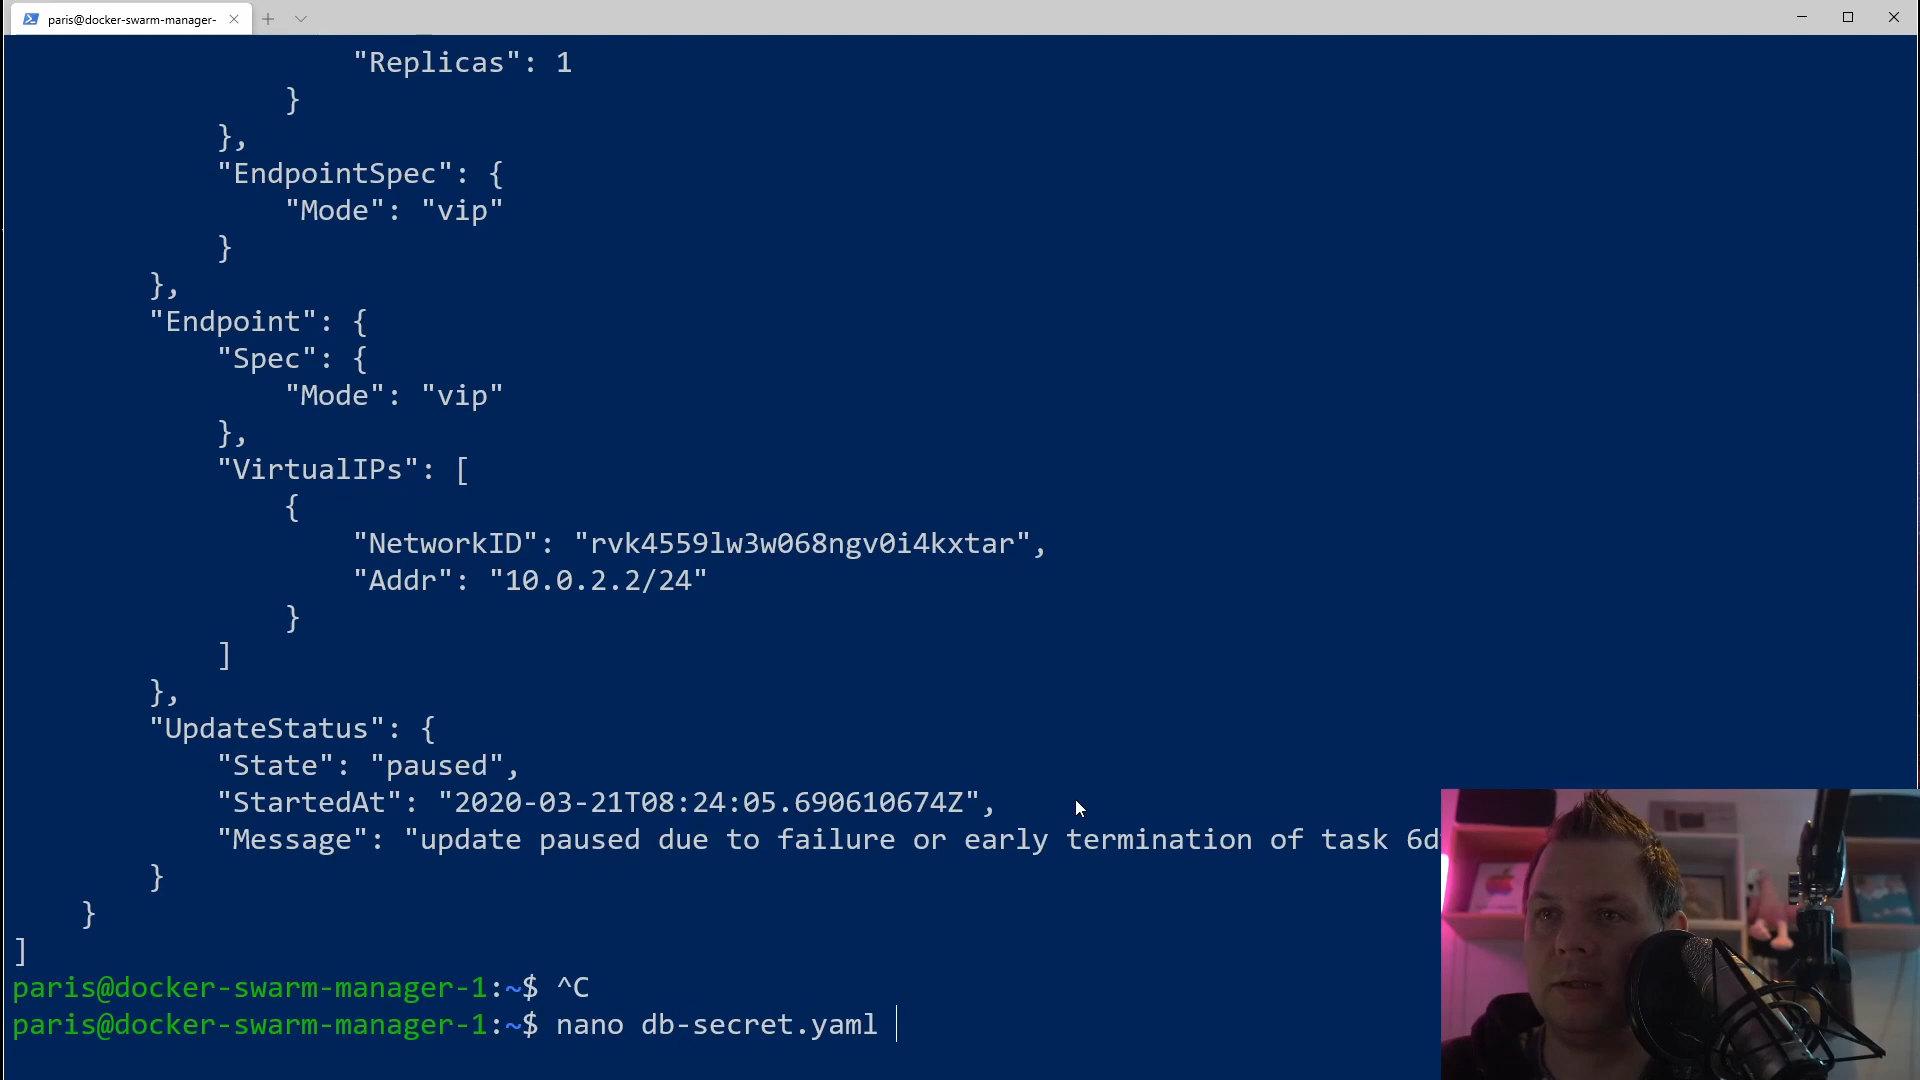 paris@docker-swarm-manager-
"Replicas": 1
}
},
"EndpointSpec": {
"Mode": "vip"
}
},
"Endpoint": {
"Spec": {
"Mode": "vip"
},
"VirtualIPs": [
{
"NetworkID": "rvk4559lw3w068ngv0i4kxtar",
"Addr": "10.0.2.2/24"
}
]
},
"UpdateStatus": {
"State": "paused",
"StartedAt": "2020-03-21T08:24:05.690610674Z",
"Message": "update paused due to failure or early termination of task 6d
}
}
]
paris@docker-swarm-manager-1:~$ ^C
paris@docker-swarm-manager-1:~$ nano db-secret.yaml